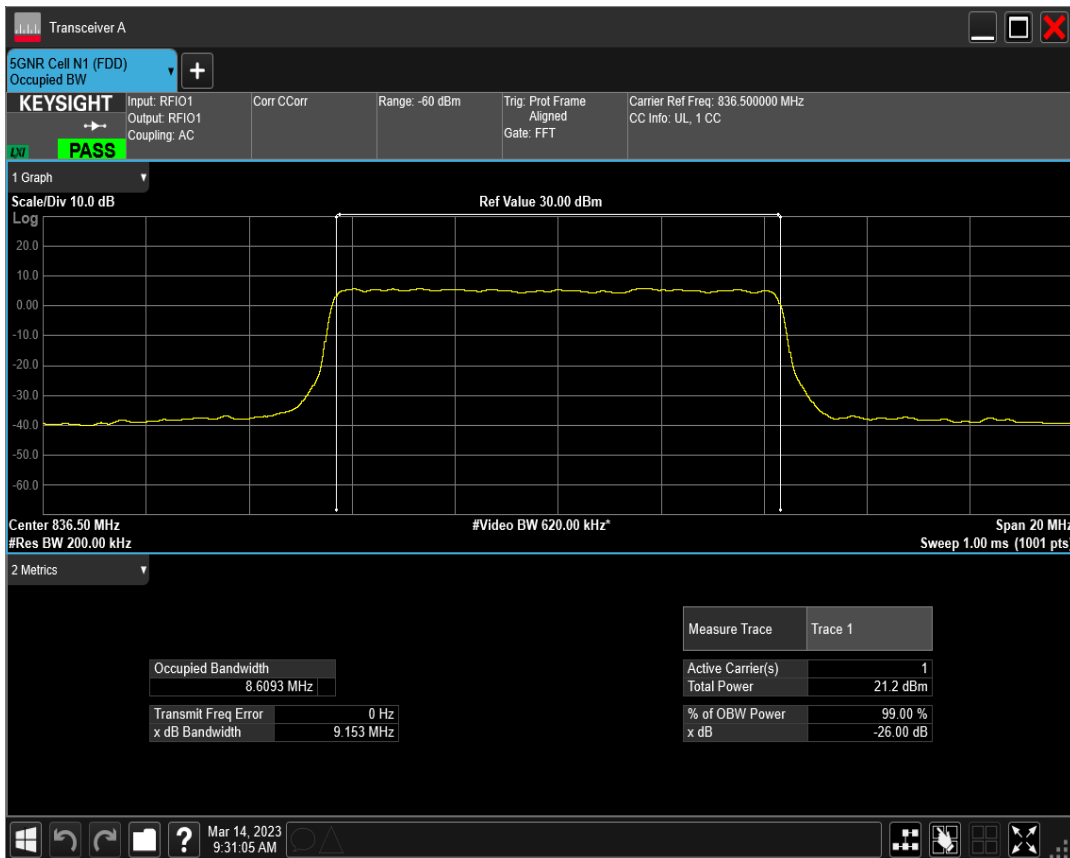 Transceiver A
5GNR Cell N1 (FDD)
Occupied BW
+
KEYSIGHT
LXI
PASS
Input: RFIO1
Output: RFIO1
Coupling: AC
Corr CCorr
Range: -60 dBm
Trig: Prot Frame
Aligned
Gate: FFT
Carrier Ref Freq: 836.500000 MHz
CC Info: UL, 1 CC
1 Graph
Scale/Div 10.0 dB
Ref Value 30.00 dBm
Log
20.0
10.0
0.00
-10.0
-20.0
-30.0
-40.0
-50.0
-60.0
Center 836.50 MHz
#Video BW 620.00 kHz*
Span 20 MHz
#Res BW 200.00 kHz
Sweep 1.00 ms (1001 pts)
2 Metrics
Measure Trace Trace 1
Occupied Bandwidth
8.6093 MHz
Active Carrier(s) 1
Total Power 21.2 dBm
Transmit Freq Error 0 Hz
x dB Bandwidth 9.153 MHz
% of OBW Power 99.00 %
x dB -26.00 dB
?
Mar 14, 2023
9:31:05 AM